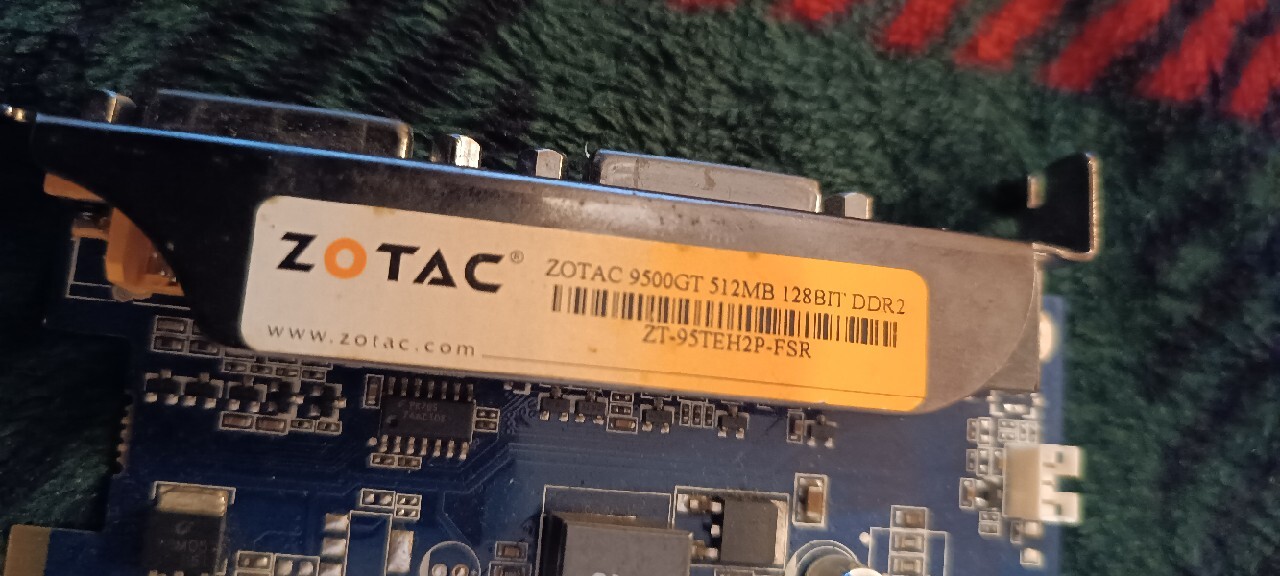 ZOTAC®
ZOTAC 9500GT 512MB 128BIT DDR2
ZT-95TEH2P-FSR
www.zotac.com